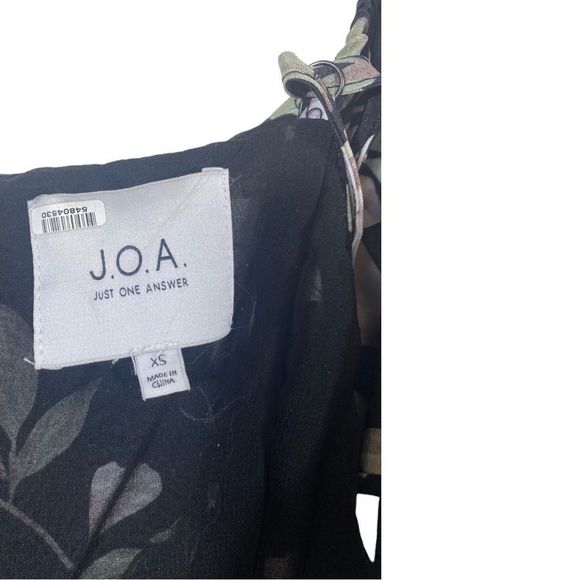 54804530
J.O.A.
JUST ONE ANSWER
XS
MADE IN
CHINA